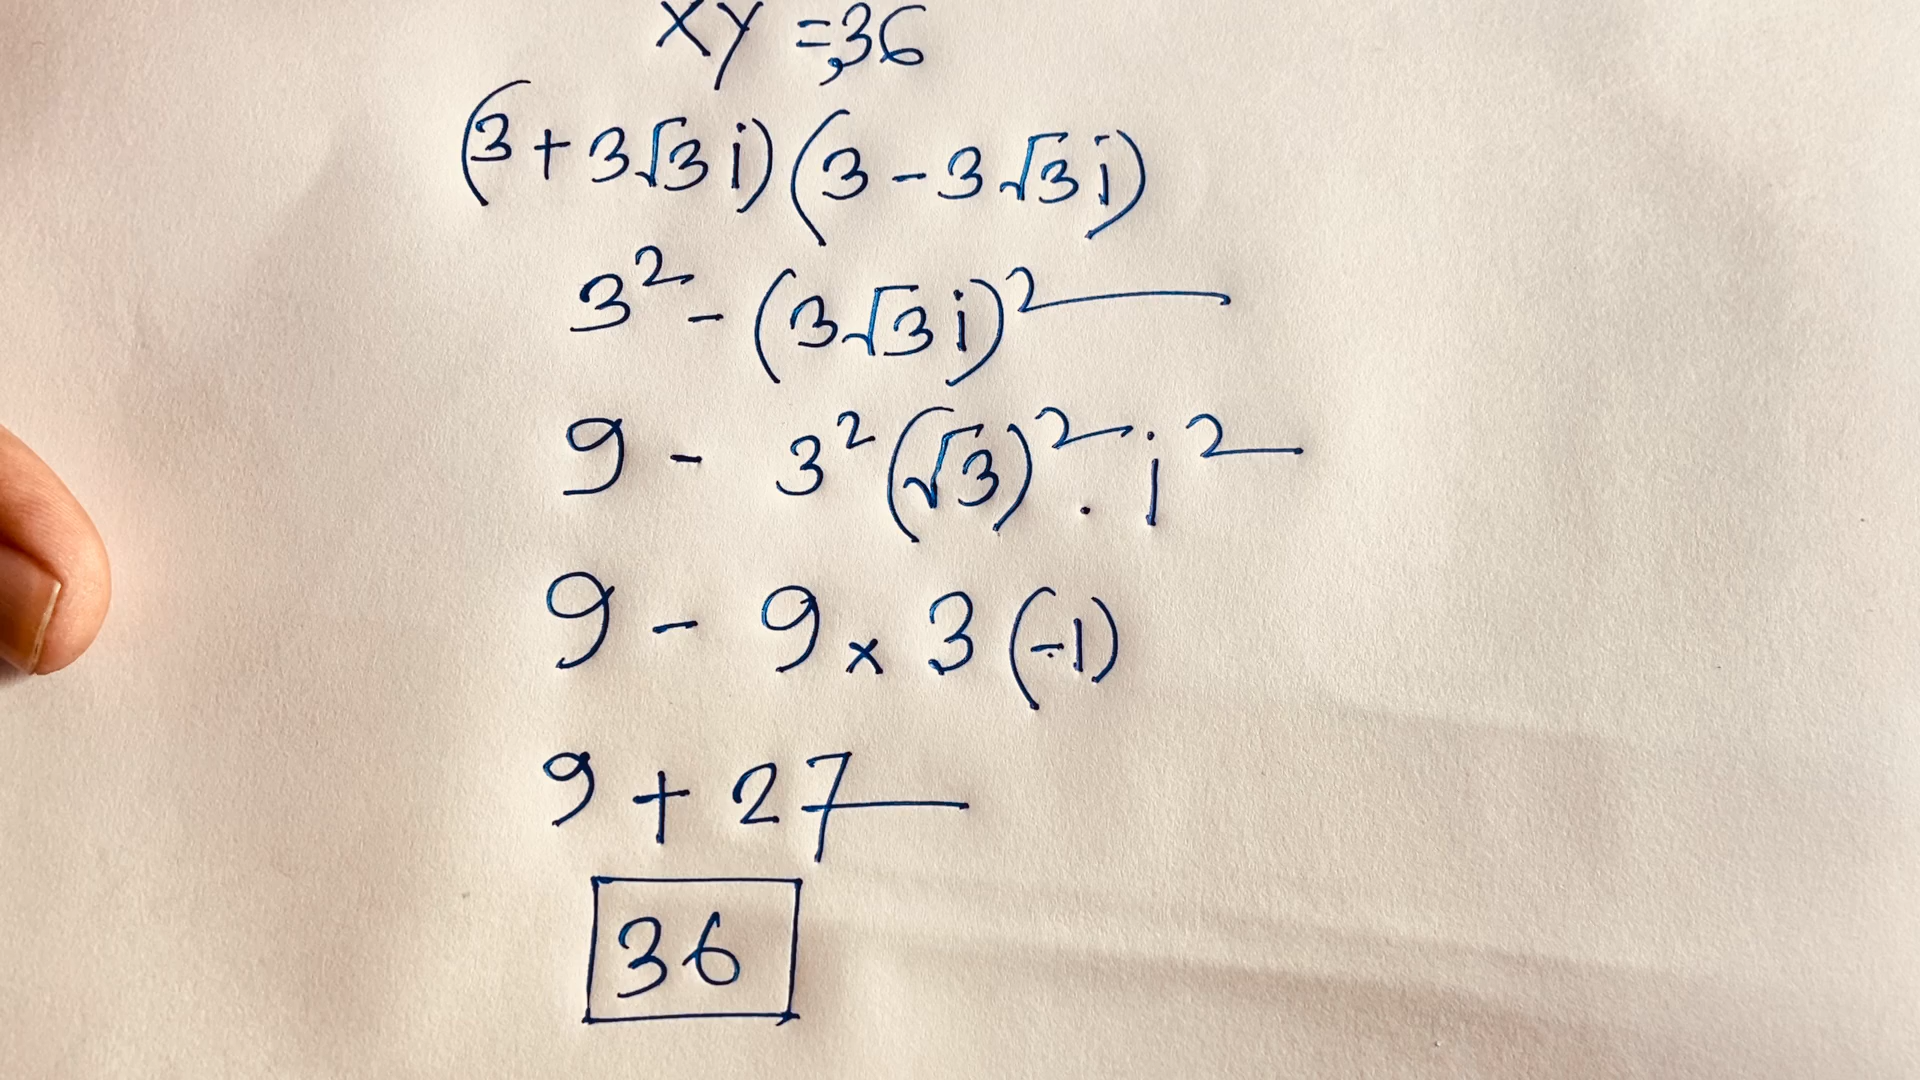 xy = 36
(3 + 3√3 i) (3 - 3√3 i)
3² - (3√3 i)²
9 - 3² (√3)² . i²
9 - 9 × 3 (-1)
9 + 27
36